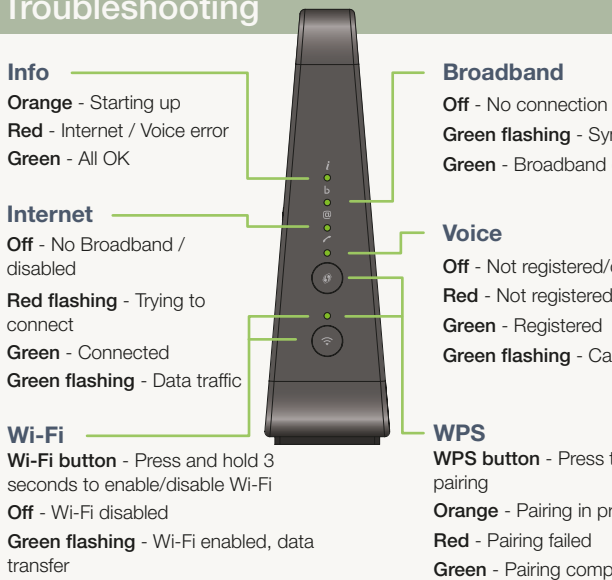 Troubleshooting
Info
Orange - Starting up
Red - Internet / Voice error
Green - All OK
Internet
Off - No Broadband /
disabled
Red flashing - Trying to
connect
Green - Connected
Green flashing - Data traffic
Wi-Fi
Wi-Fi button - Press and hold 3
seconds to enable/disable Wi-Fi
Off - Wi-Fi disabled
Green flashing - Wi-Fi enabled, data
transfer
i
b
@
Broadband
Off - No connection
Green flashing -
Green - Broadband
Voice
Off - Not registered/
Red - Not registered
Green - Registered
Green flashing -
WPS
WPS button - Press
pairing
Orange - Pairing in
Red - Pairing failed
Green - Pairing